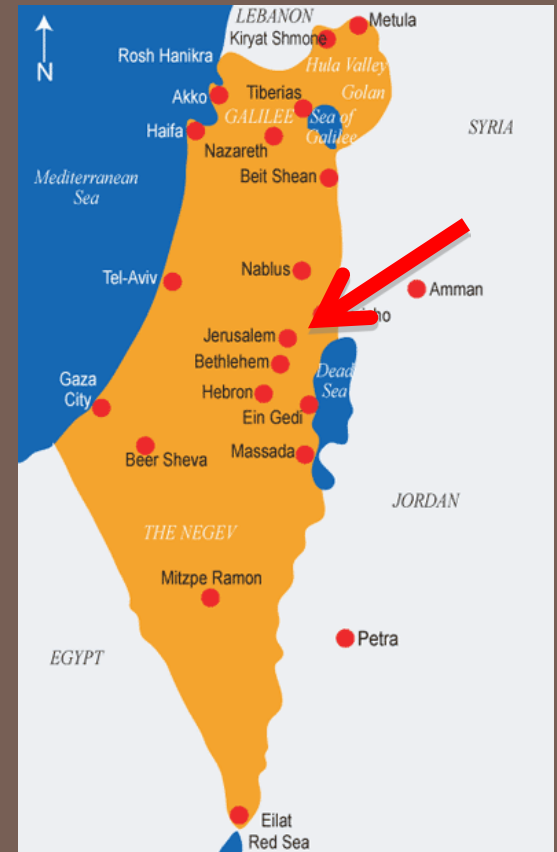 LEBANON
Metula
Kiryat Shmone
Rosh Hanikra
Hula Valley
Golan
Tiberias
Akko
GALILEE
Sea of
Galilee
SYRIA
Haifa
Nazareth
Mediterranean
Sea
Beit Shean
Nablus
Tel-Aviv
Amman
Jerusalem
Bethlehem
Dead
Sea
Gaza
City
Hebron
Ein Gedi
Massada
Beer Sheva
JORDAN
THE NEGEV
Mitzpe Ramon
Petra
EGYPT
Eilat
Red Sea
N